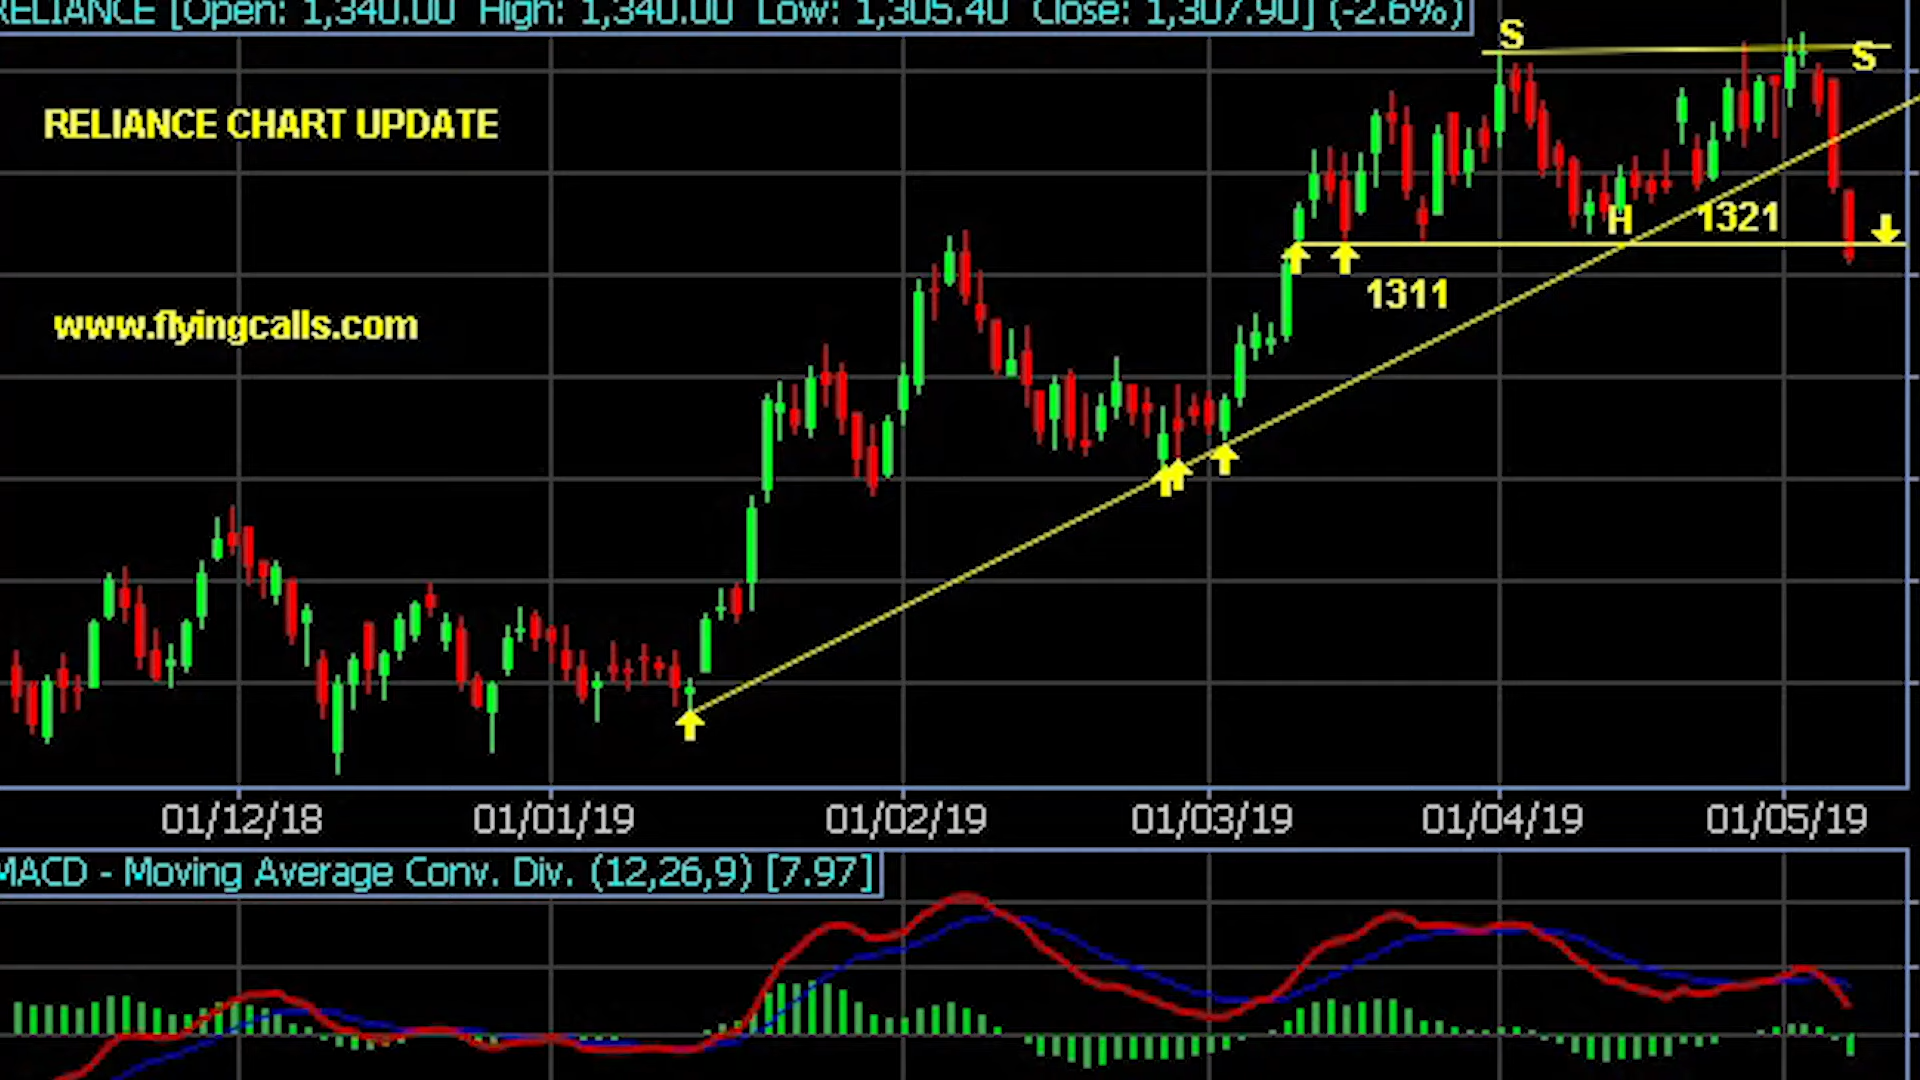 RELIANCE [Open: 1,340.00 High: 1,340.00 Low: 1,305.40 Close: 1,307.90] (-2.6%)
S
S
RELIANCE CHART UPDATE
H
1321
1311
www.flyingcalls.com
01/12/18 01/01/19 01/02/19 01/03/19 01/04/19 01/05/19
MACD - Moving Average Conv. Div. (12,26,9) [7.97]